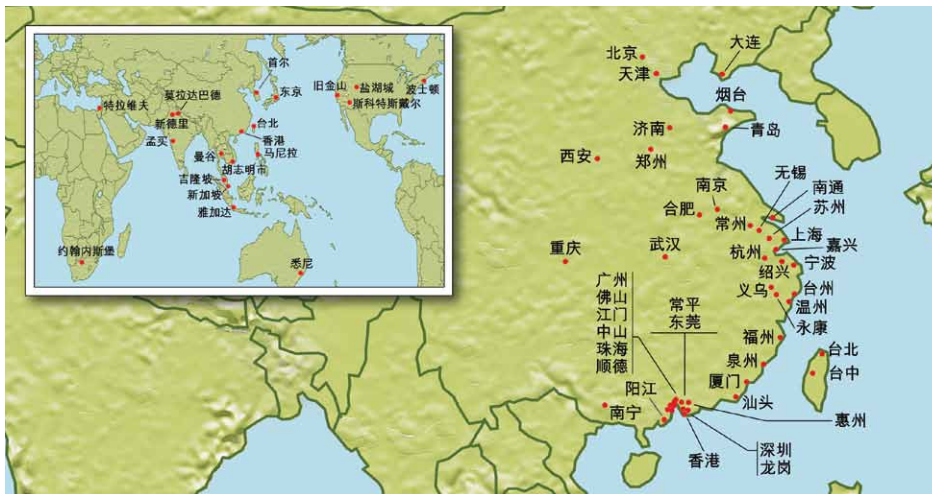 首尔
东京
特拉维夫
莫拉达巴德
新德里
孟买
台北
香港
曼谷
马尼拉
胡志明市
吉隆坡
新加坡
雅加达
约翰内斯堡
悉尼
旧金山
盐湖城
波士顿
斯科特斯戴尔
北京
天津
大连
烟台
青岛
济南
西安
郑州
无锡
南京
南通
合肥
苏州
常州
上海
嘉兴
重庆
武汉
杭州
绍兴
宁波
义乌
台州
温州
永康
广州
佛山
江门
中山
珠海
顺德
常平
东莞
福州
泉州
厦门
台北
台中
阳江
南宁
汕头
惠州
香港
深圳
龙岗